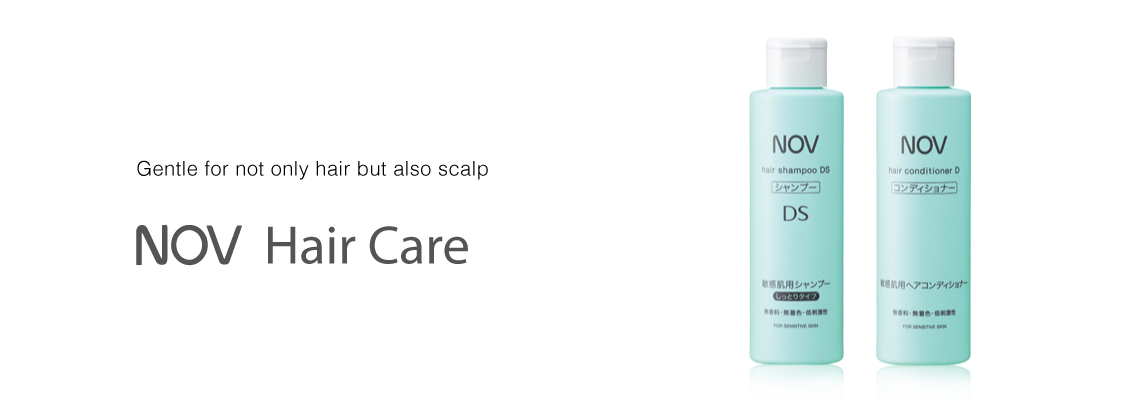 Gentle for not only hair but also scalp
NOV Hair Care
NOV
hair shampoo DS
シャンプー
DS
敏感肌用シャンプー
しっとりタイプ
無香料・無着色・低刺激性
FOR SENSITIVE SKIN
NOV
hair conditioner D
コンディショナー
敏感肌用ヘアコンディショナー
無香料・無着色・低刺激性
FOR SENSITIVE SKIN